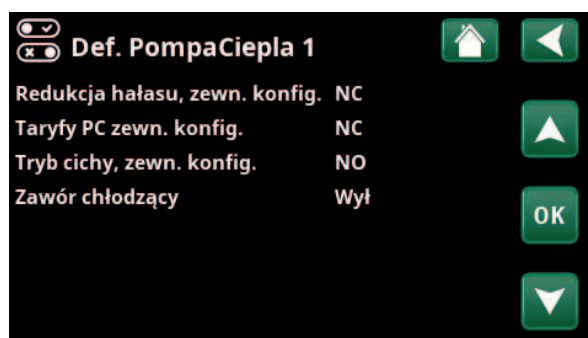 Def. PompaCiepla 1
Redukcja hałasu, zewn. konfig. NC
Taryfy PC zewn. konfig. NC
Tryb cichy, zewn. konfig. NO
Zawór chłodzący Wył
OK